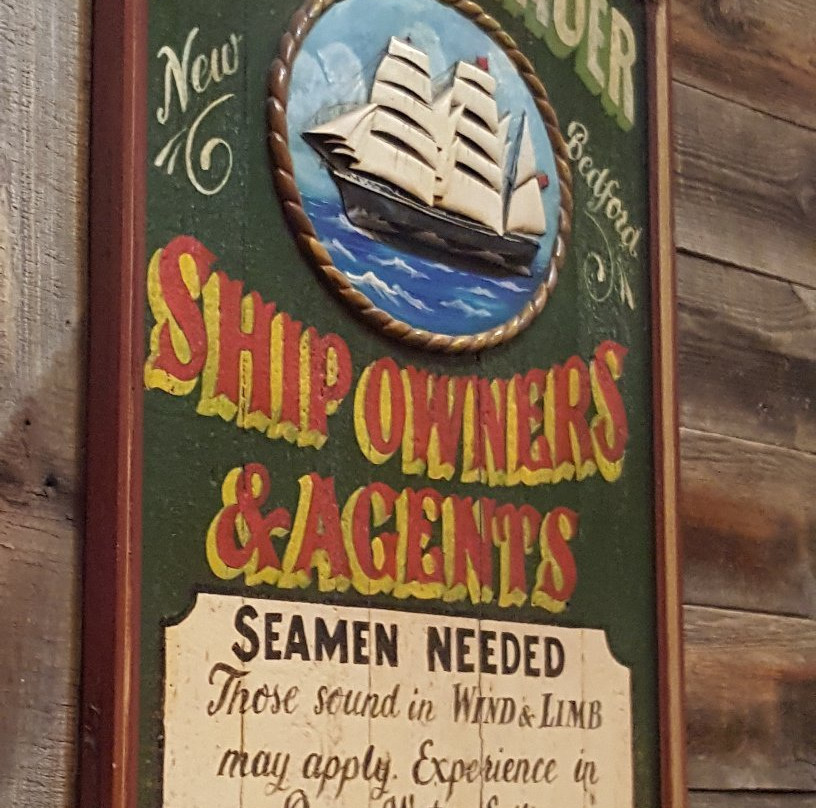 New
Bedford
SHIP OWNERS
& AGENTS
SEAMEN NEEDED
Those sound in WIND & LIMB
may apply. Experience in